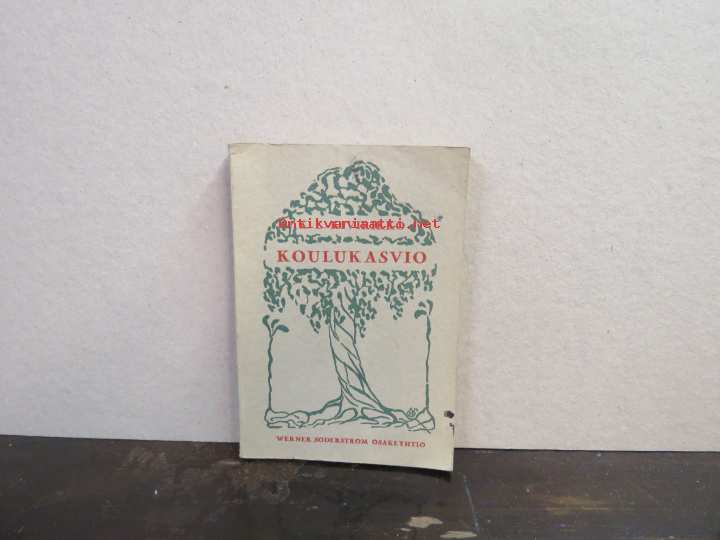 antikvariaatti.net
KOULUKASVIO
WERNER SÖDERSTRÖM OSAKEYHTIÖ